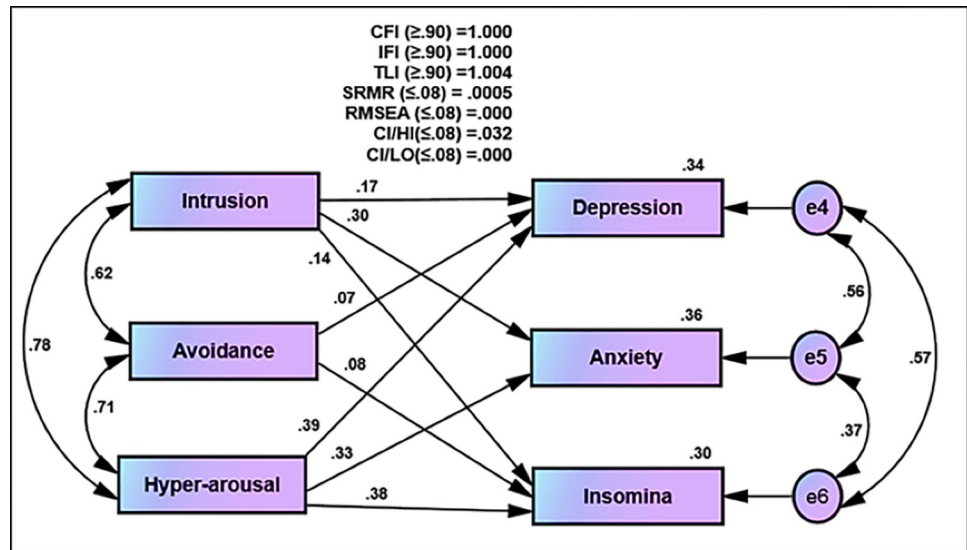 CFI (≥.90) =1.000
IFI (≥.90) =1.000
TLI (≥.90) =1.004
SRMR (≤.08) = .0005
RMSEA (≤.08) =.000
CI/HI(≤.08) =.032
CI/LO(≤.08) =.000
.34
Intrusion
.17
Depression
e4
.30
.14
.62
.56
.07
.36
.78
Avoidance
Anxiety
e5
.57
.08
.71
.39
.37
.33
.30
Hyper-arousal
.38
Insomina
e6